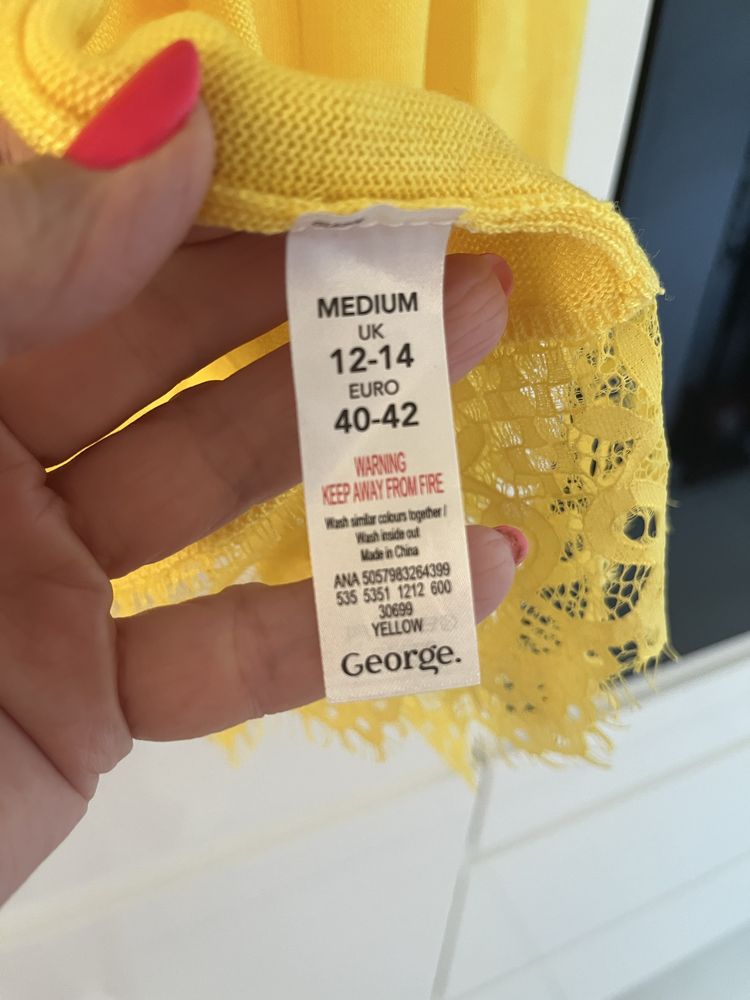 MEDIUM
UK
12-14
EURO
40-42
WARNING
KEEP AWAY FROM FIRE
Wash similar colours together /
Wash inside out
Made in China
ANA 5057983264399
535 5351 1212 600
30699
YELLOW
George.